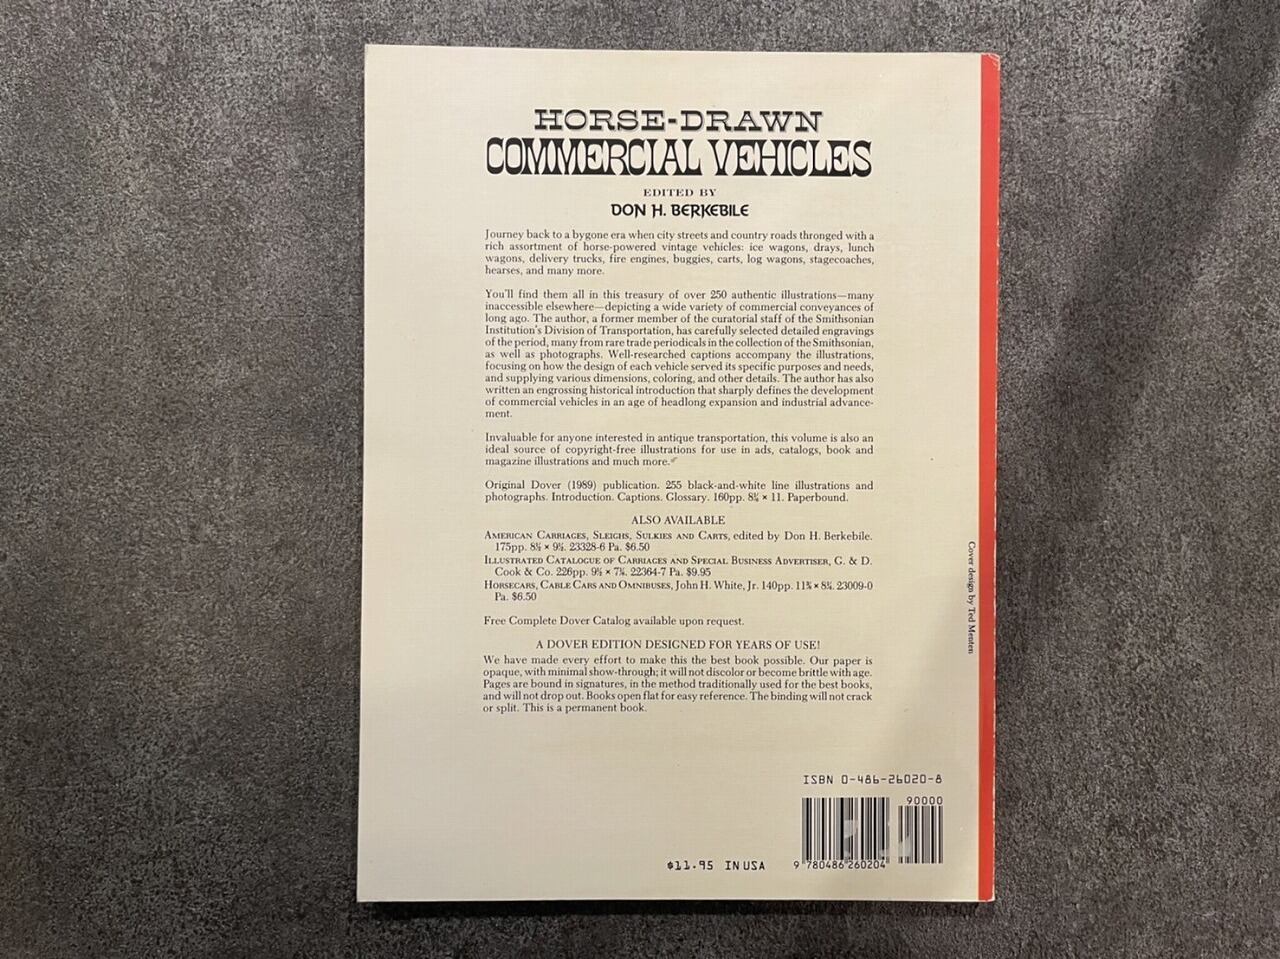 HORSE-DRAWN
COMMERCIAL VEHICLES
EDITED BY
DON H. BERKEBILE
Journey back to a bygone era when city streets and country roads thronged with a
rich assortment of horse-powered vintage vehicles: ice wagons, drays, lunch
wagons, delivery trucks, fire engines, buggies, carts, log wagons, stagecoaches,
hearses, and many more.
You'll find them all in this treasury of over 250 authentic illustrations—many
inaccessible elsewhere—depicting a wide variety of commercial conveyances of
long ago. The author, a former member of the curatorial staff of the Smithsonian
Institution's Division of Transportation, has carefully selected detailed engravings
of the period, many from rare trade periodicals in the collection of the Smithsonian,
as well as photographs. Well-researched captions accompany the illustrations,
focusing on how the design of each vehicle served its specific purposes and needs,
and supplying various dimensions, coloring, and other details. The author has also
written an engrossing historical introduction that sharply defines the development
of commercial vehicles in an age of headlong expansion and industrial advance-
ment.
Invaluable for anyone interested in antique transportation, this volume is also an
ideal source of copyright-free illustrations for use in ads, catalogs, book and
magazine illustrations and much more.
Original Dover (1989) publication. 255 black-and-white line illustrations and
photographs. Introduction. Captions. Glossary. 160pp. × 11. Paperbound.
ALSO AVAILABLE
AMERICAN CARRIAGES, SLEIGHS, SULKIES AND CARTS, edited by Don H. Berkebile.
175pp. × 23328-6 Pa. $6.50
ILLUSTRATED CATALOGUE OF CARRIAGES AND SPECIAL BUSINESS ADVERTISER, G. & D.
Cook & Co. 226pp. × 22364-7 Pa. $9.95
HORSECARS, CABLE CARS AND OMNIBUSES, John H. White, Jr. 140pp. × 23009-0
Pa. $6.50
Free Complete Dover Catalog available upon request.
A DOVER EDITION DESIGNED FOR YEARS OF USE!
We have made every effort to make this the best book possible. Our paper is
opaque, with minimal show-through; it will not discolor or become brittle with age.
Pages are bound in signatures, in the method traditionally used for the best books,
and will not drop out. Books open flat for easy reference. The binding will not crack
or split. This is a permanent book.
Cover design by Ted Menten
ISBN 0-486-26020-8
90000
9 780486 260204
$11.95 IN USA